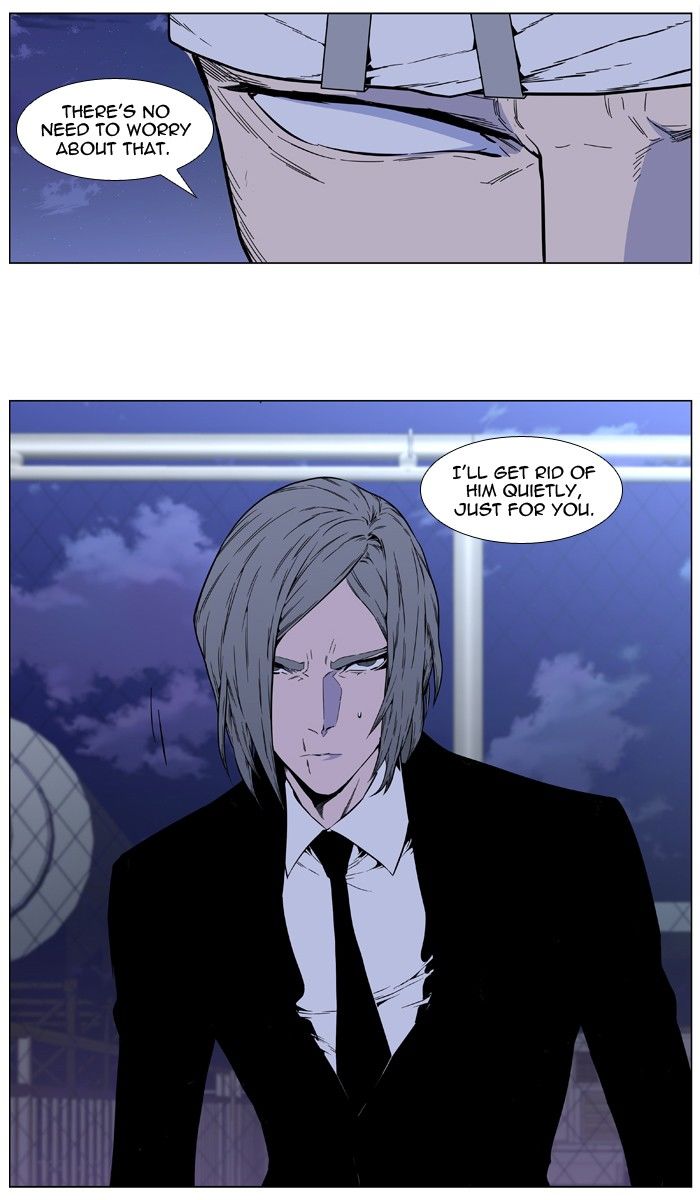 THERE'S NO
NEED TO WORRY
ABOUT THAT.
I'LL GET RID OF
HIM QUIETLY,
JUST FOR YOU.